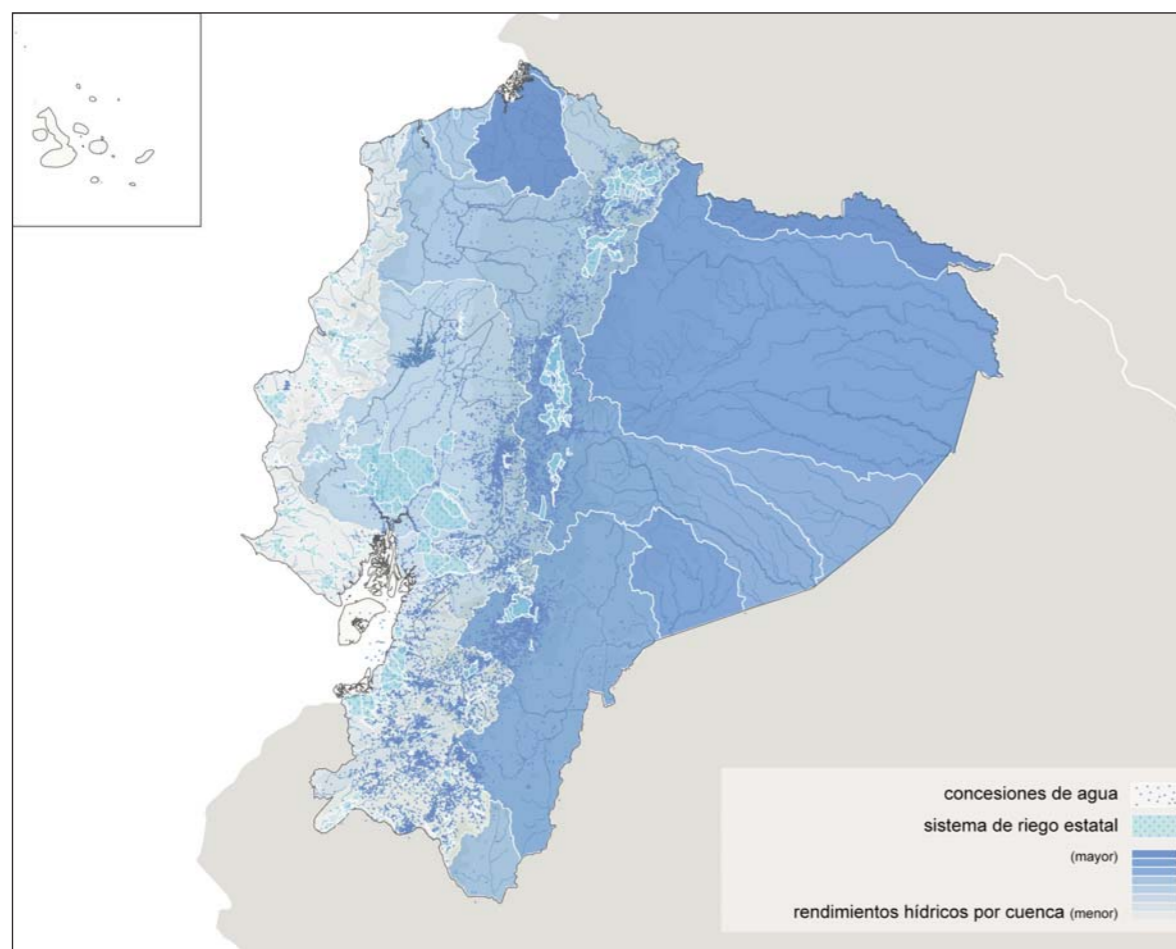 concesiones de agua
sistema de riego estatal
(mayor)
rendimientos hídricos por cuenca (menor)